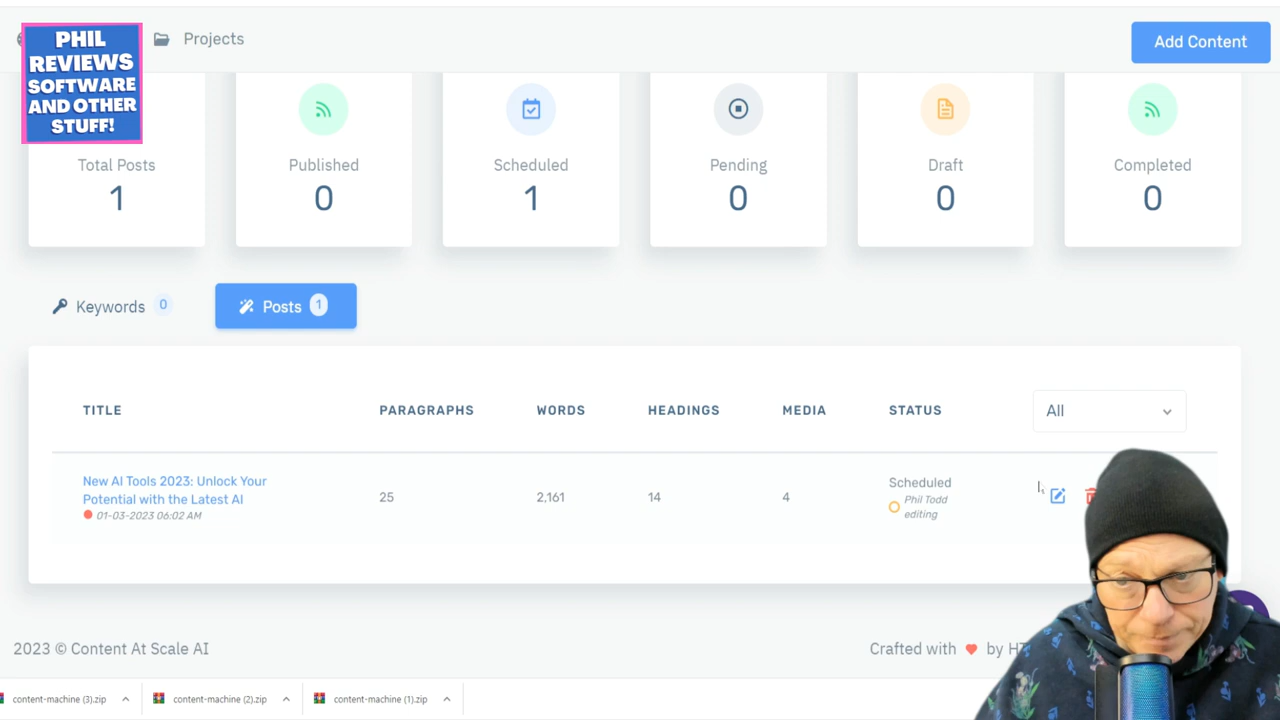 PHIL
REVIEWS
SOFTWARE
AND OTHER
STUFF!
Projects
Add Content
Total Posts
1
Published
0
Scheduled
1
Pending
0
Draft
0
Completed
0
Keywords 0
Posts 1
TITLE PARAGRAPHS WORDS HEADINGS MEDIA STATUS All
New AI Tools 2023: Unlock Your
Potential with the Latest AI
01-03-2023 06:02 AM
25
2,161
14
4
Scheduled
Phil Todd
editing
2023 © Content At Scale AI
Crafted with by
content-machine (3).zip
content-machine (2).zip
content-machine (1).zip